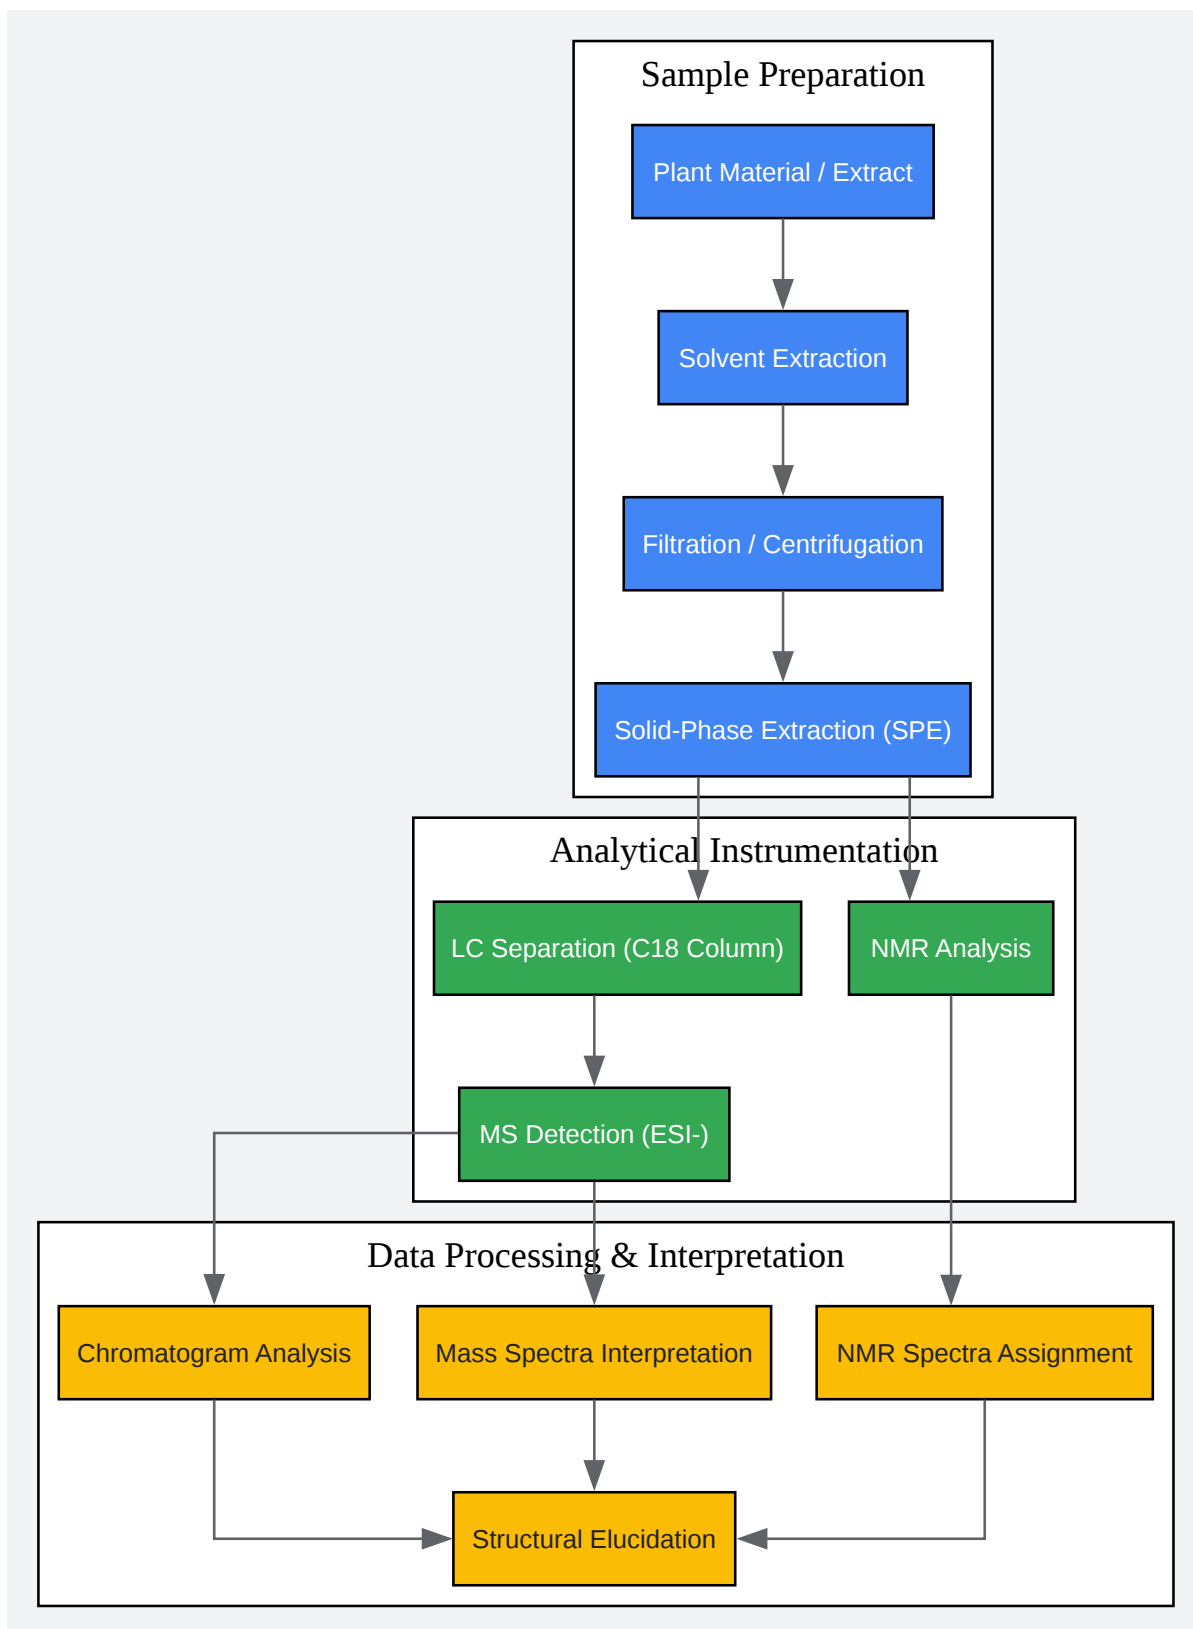 Sample Preparation
Plant Material / Extract
Solvent Extraction
Filtration / Centrifugation
Solid-Phase Extraction (SPE)
Analytical Instrumentation
LC Separation (C18 Column)
NMR Analysis
MS Detection (ESI-)
Data Processing & Interpretation
Chromatogram Analysis
Mass Spectra Interpretation
NMR Spectra Assignment
Structural Elucidation